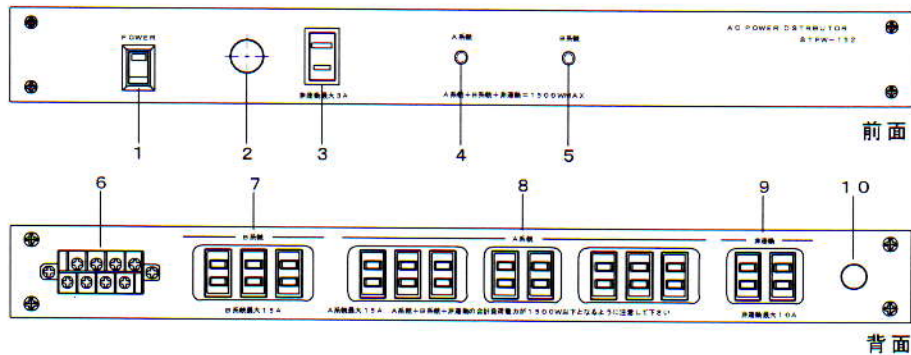 POWER
A系統
B系統
AC POWER DISTRIBUTOR
非連動最大3A
A系統+B系統+非連動=1500WMAX
1
2
3
4
5
前面
6
7
8
9
10
B系統
A系統
非連動
B系統最大15A
A系統最大15A
A系統+B系統+非連動の合計負荷電力が1500W以下となるように注意して下さい
非連動最大10A
背面